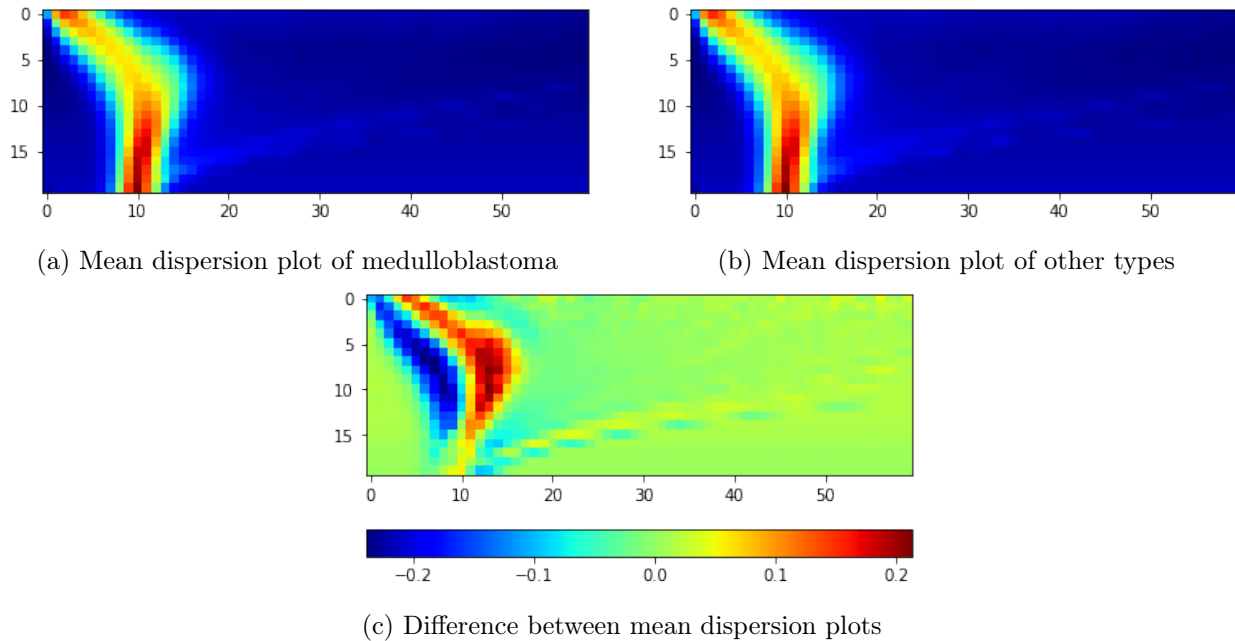 0
5
10
15
0 10 20 30 40 50
(a) Mean dispersion plot of medulloblastoma
0
5
10
15
0 10 20 30 40 50
(b) Mean dispersion plot of other types
0
5
10
15
0 10 20 30 40 50
−0.2 −0.1 0.0 0.1 0.2
(c) Difference between mean dispersion plots